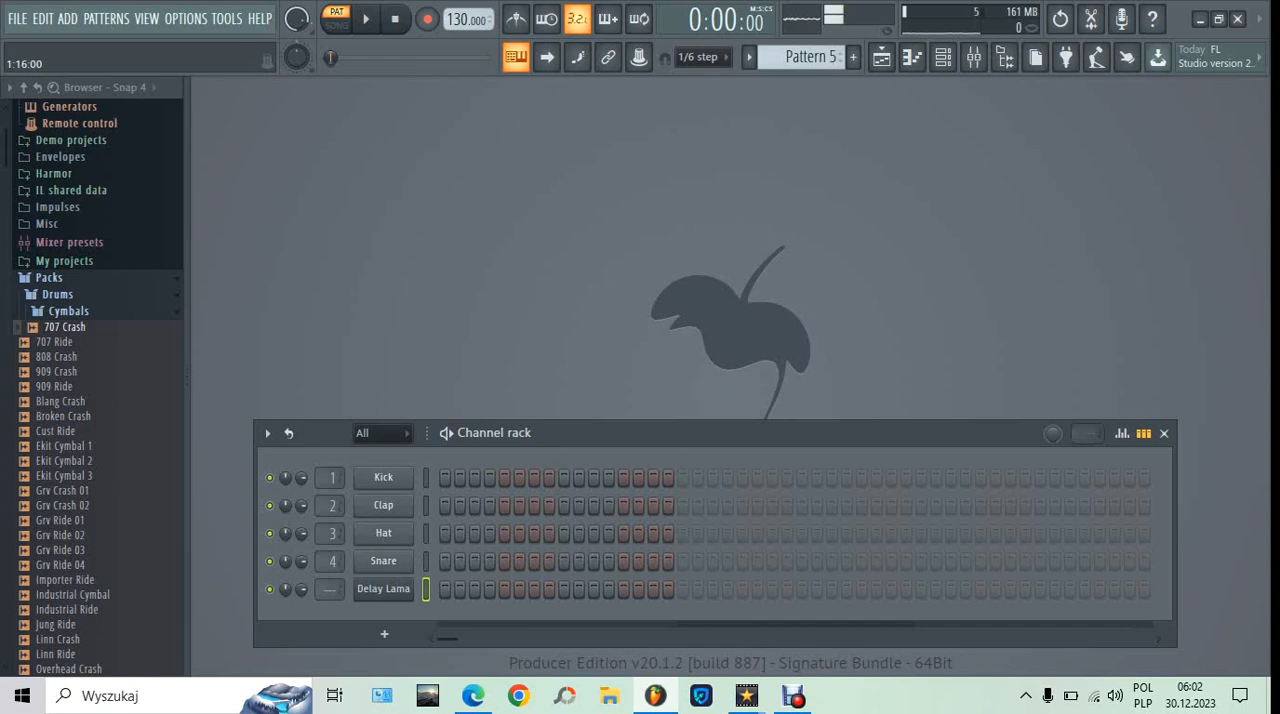 FILE EDIT ADD PATTERNS VIEW OPTIONS TOOLS HELP
PAT
SONG
130.000
3.2.
0:00:00
M:S:CS
5
161 MB
0
1:16:00
1/6 step
Pattern 5
Today FL
Studio version 2..
Browser - Snap 4
Generators
Remote control
Demo projects
Envelopes
Harmor
IL shared data
Impulses
Misc
Mixer presets
My projects
Packs
Drums
Cymbals
707 Crash
707 Ride
808 Crash
909 Crash
909 Ride
Blang Crash
Broken Crash
Cust Ride
Ekit Cymbal 1
Ekit Cymbal 2
Ekit Cymbal 3
Grv Crash 01
Grv Crash 02
Grv Ride 01
Grv Ride 02
Grv Ride 03
Grv Ride 04
Importer Ride
Industrial Cymbal
Industrial Ride
Jung Ride
Linn Crash
Linn Ride
Overhead Crash
All
Channel rack
1 Kick
2 Clap
3 Hat
4 Snare
--- Delay Lama
+
Producer Edition v20.1.2 [build 887] - Signature Bundle - 64Bit
Wyszukaj
POL
PLP
06:02
30.12.2023